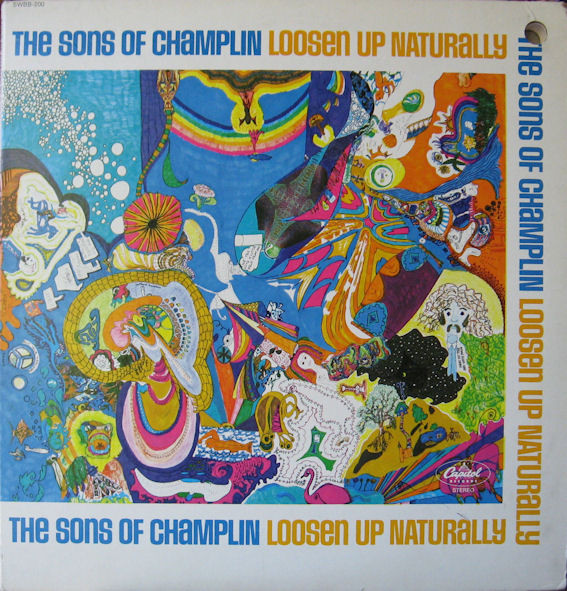 SWBB-200
THE SONS OF CHAMPLIN LOOSEN UP NATURALLY
THE SONS OF CHAMPLIN LOOSEN UP NATURALLY
Capitol
RECORDS
STEREO
THE SONS OF CHAMPLIN LOOSEN UP NATURALLY